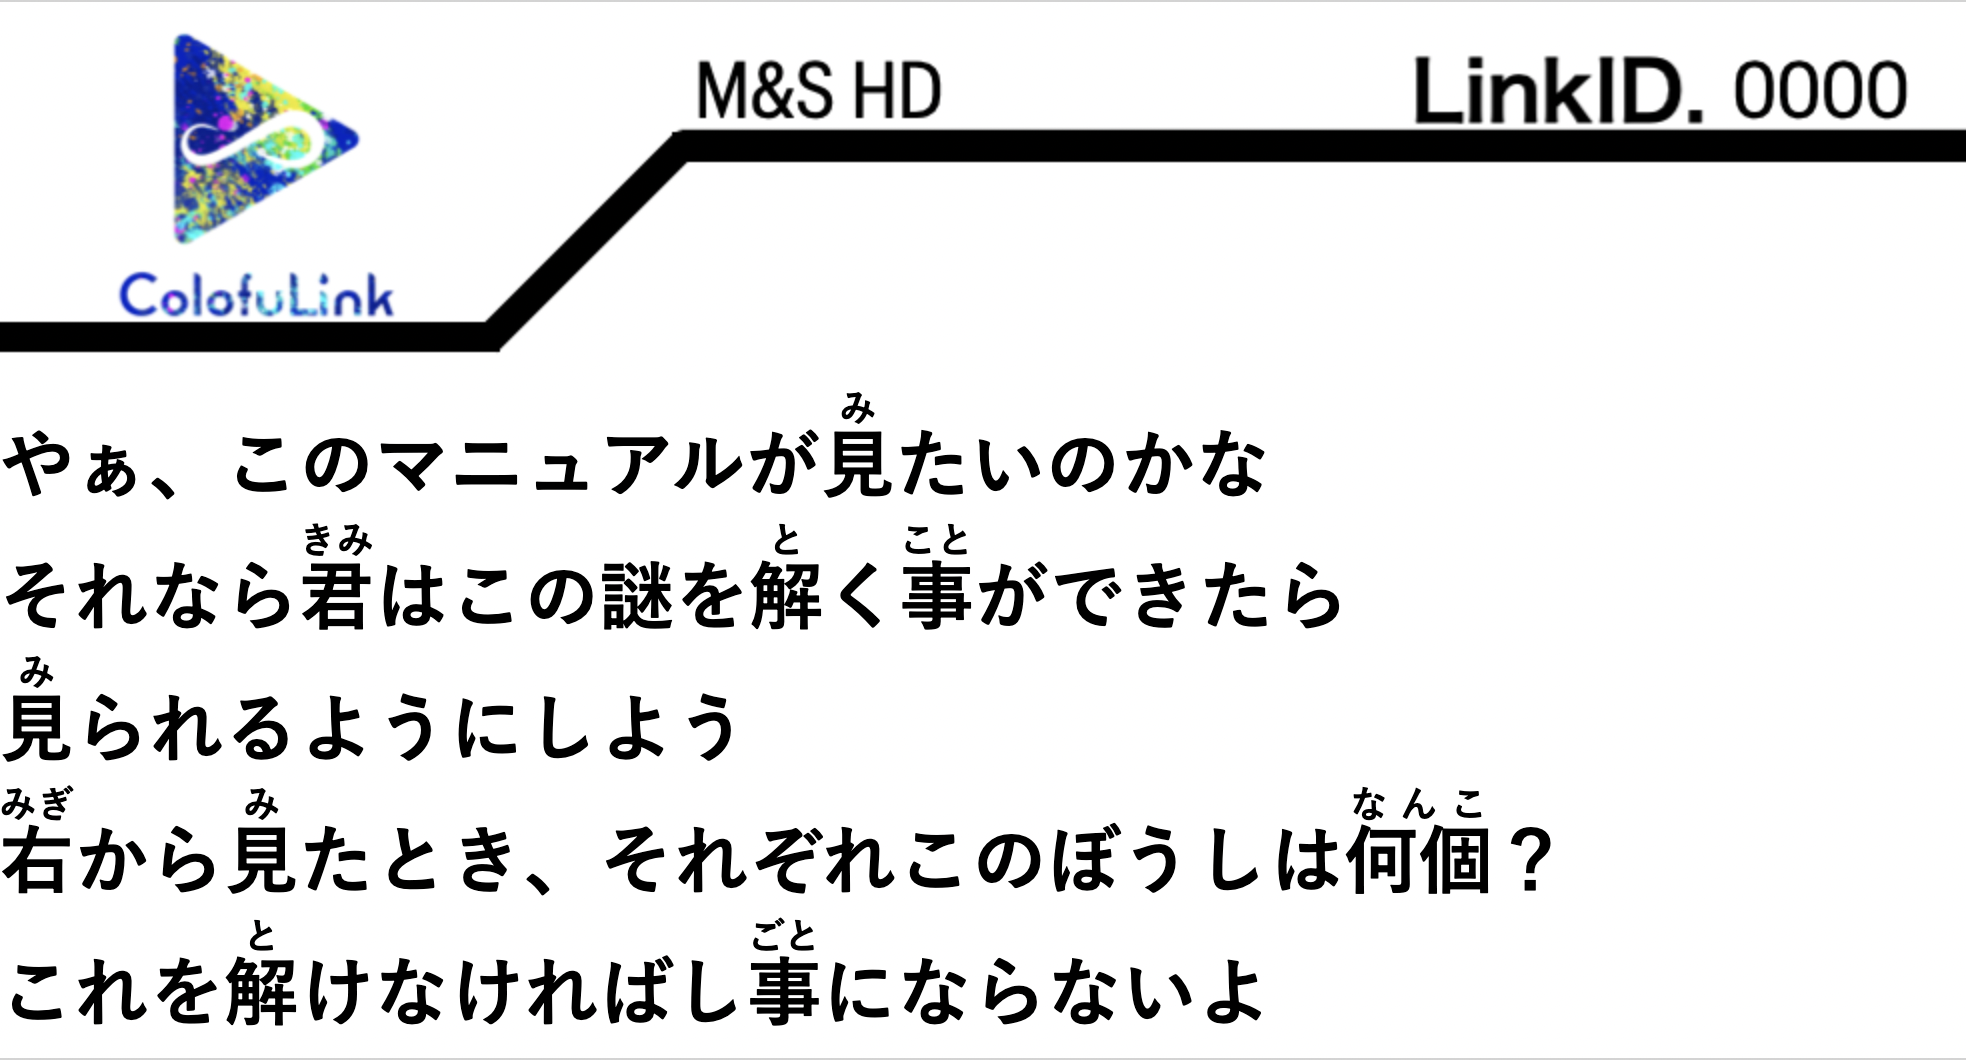 M&S HD
LinkID. 0000
ColofuLink
み
やぁ、このマニュアルが見たいのかな
きみ と こと
それなら君はこの謎を解く事ができたら
み
見られるようにしよう
みぎ み なんこ
右から見たとき、それぞれこのぼうしは何個？
と ごと
これを解けなければし事にならないよ